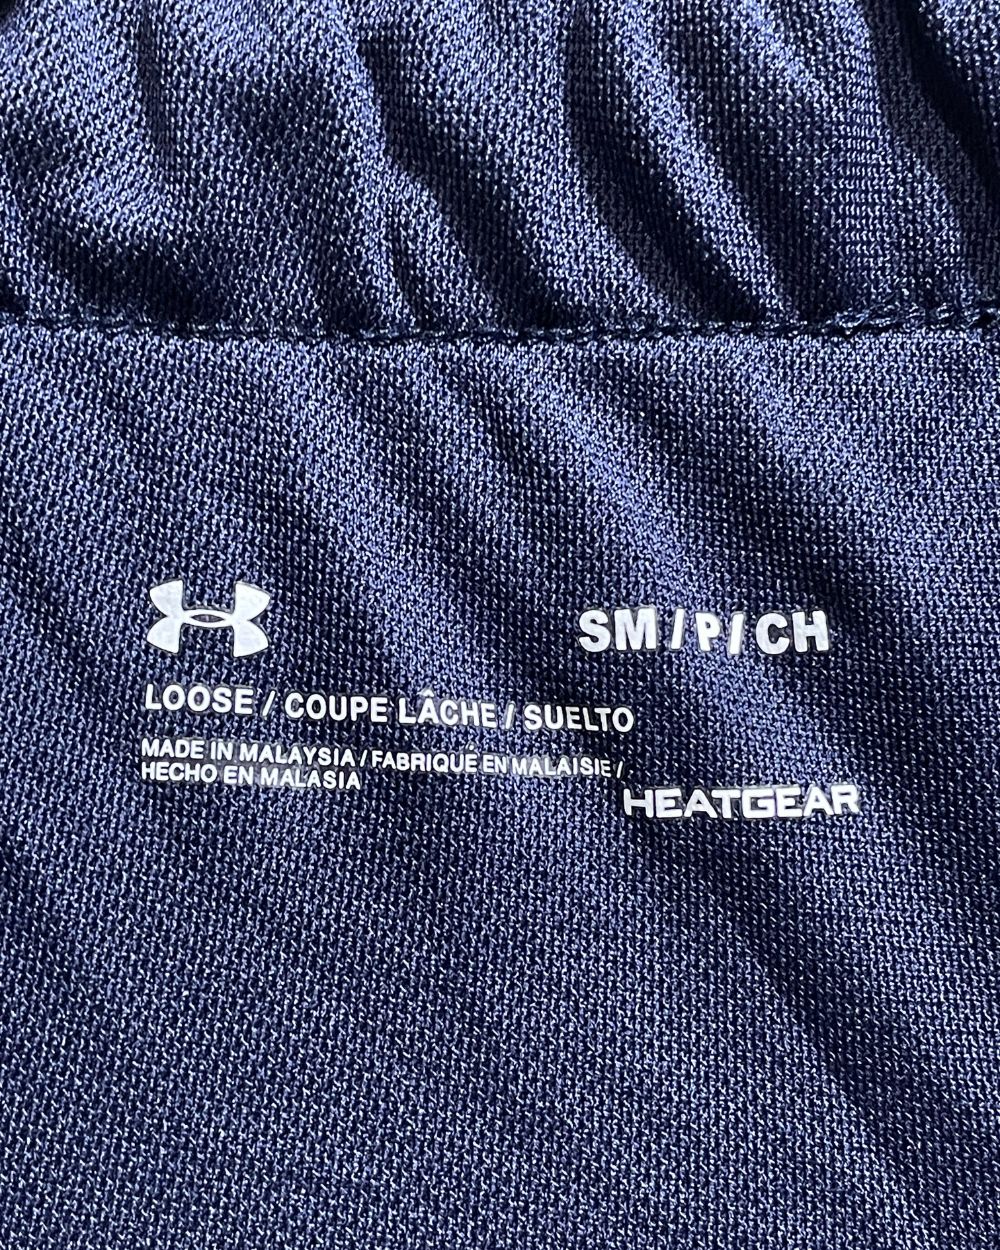 SM / P / CH
LOOSE / COUPE LÂCHE / SUELTO
MADE IN MALAYSIA / FABRIQUÉ EN MALAISIE /
HECHO EN MALASIA
HEATGEAR